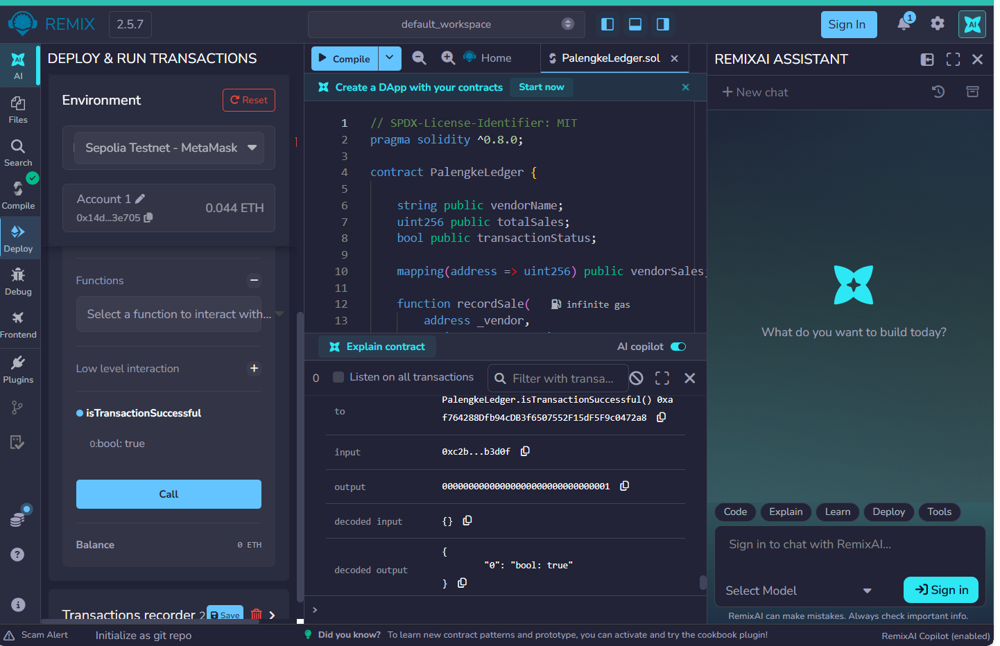 REMIX
2.5.7
default_workspace
Sign In
1
AI
AI
Files
Search
Compile
Deploy
Debug
Frontend
Plugins
DEPLOY & RUN TRANSACTIONS
Environment
Reset
Sepolia Testnet - MetaMask
Account 1
0x14d...3e705
0.044 ETH
Functions
Select a function to interact with...
Low level interaction
isTransactionSuccessful
0:bool: true
Call
Balance
0 ETH
Transactions recorder 2
Save
Compile
Home
PalengkeLedger.sol
Create a DApp with your contracts
Start now
1 // SPDX-License-Identifier: MIT
2 pragma solidity ^0.8.0;
3
4 contract PalengkeLedger {
5
6 string public vendorName;
7 uint256 public totalSales;
8 bool public transactionStatus;
9
10 mapping(address => uint256) public vendorSales;
11
12 function recordSale( infinite gas
13 address _vendor,
Explain contract
AI copilot
0
Listen on all transactions
Filter with transa...
to
PalengkeLedger.isTransactionSuccessful() 0xa
f764288Dfb94cDB3f6507552F15dF5F9c0472a8
input
0xc2b...b3d0f
output
00000000000000000000000000000001
decoded input
{}
decoded output
{
"0": "bool: true"
}
>
REMIXAI ASSISTANT
New chat
What do you want to build today?
Code
Explain
Learn
Deploy
Tools
Sign in to chat with RemixAI...
Select Model
Sign in
RemixAI can make mistakes. Always check important info.
Scam Alert
Initialize as git repo
Did you know? To learn new contract patterns and prototype, you can activate and try the cookbook plugin!
RemixAI Copilot (enabled)